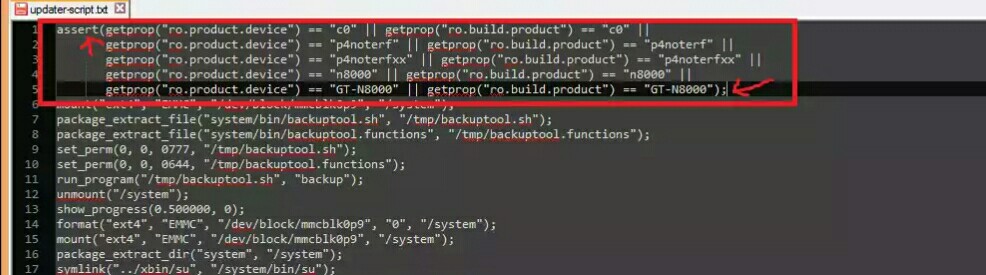 updater-script.txt
1 assert(getprop("ro.product.device") == "c0" || getprop("ro.build.product") == "c0" ||
2 getprop("ro.product.device") == "p4noterf" || getprop("ro.build.product") == "p4noterf" ||
3 getprop("ro.product.device") == "p4noterfxx" || getprop("ro.build.product") == "p4noterfxx" ||
4 getprop("ro.product.device") == "n8000" || getprop("ro.build.product") == "n8000" ||
5 getprop("ro.product.device") == "GT-N8000" || getprop("ro.build.product") == "GT-N8000");
6 mount("ext4", "EMMC", "/dev/block/mmcblk0p9", "/system");
7 package_extract_file("system/bin/backuptool.sh", "/tmp/backuptool.sh");
8 package_extract_file("system/bin/backuptool.functions", "/tmp/backuptool.functions");
9 set_perm(0, 0, 0777, "/tmp/backuptool.sh");
10 set_perm(0, 0, 0644, "/tmp/backuptool.functions");
11 run_program("/tmp/backuptool.sh", "backup");
12 unmount("/system");
13 show_progress(0.500000, 0);
14 format("ext4", "EMMC", "/dev/block/mmcblk0p9", "0", "/system");
15 mount("ext4", "EMMC", "/dev/block/mmcblk0p9", "/system");
16 package_extract_dir("system", "/system");
17 symlink("../xbin/su", "/system/bin/su");